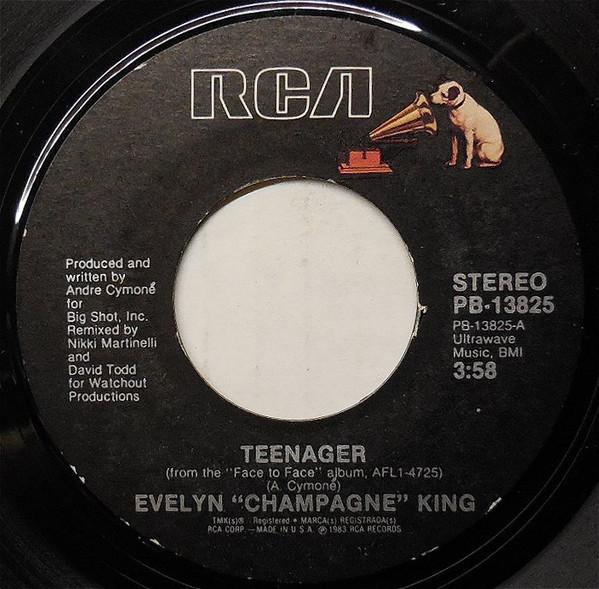 RCA
Produced and
written by
Andre Cymoné
for
Big Shot, Inc.
Remixed by
Nikki Martinelli
and
David Todd
for Watchout
Productions
STEREO
PB-13825
PB-13825-A
Ultrawave
Music, BMI
3:58
TEENAGER
(from the "Face to Face" album, AFL1-4725)
(A. Cymoné)
EVELYN "CHAMPAGNE" KING
TMK(s)® Registered • MARCA(s) REGISTRADA(s)
RCA CORP.—MADE IN U.S.A. ℗ 1983 RCA RECORDS